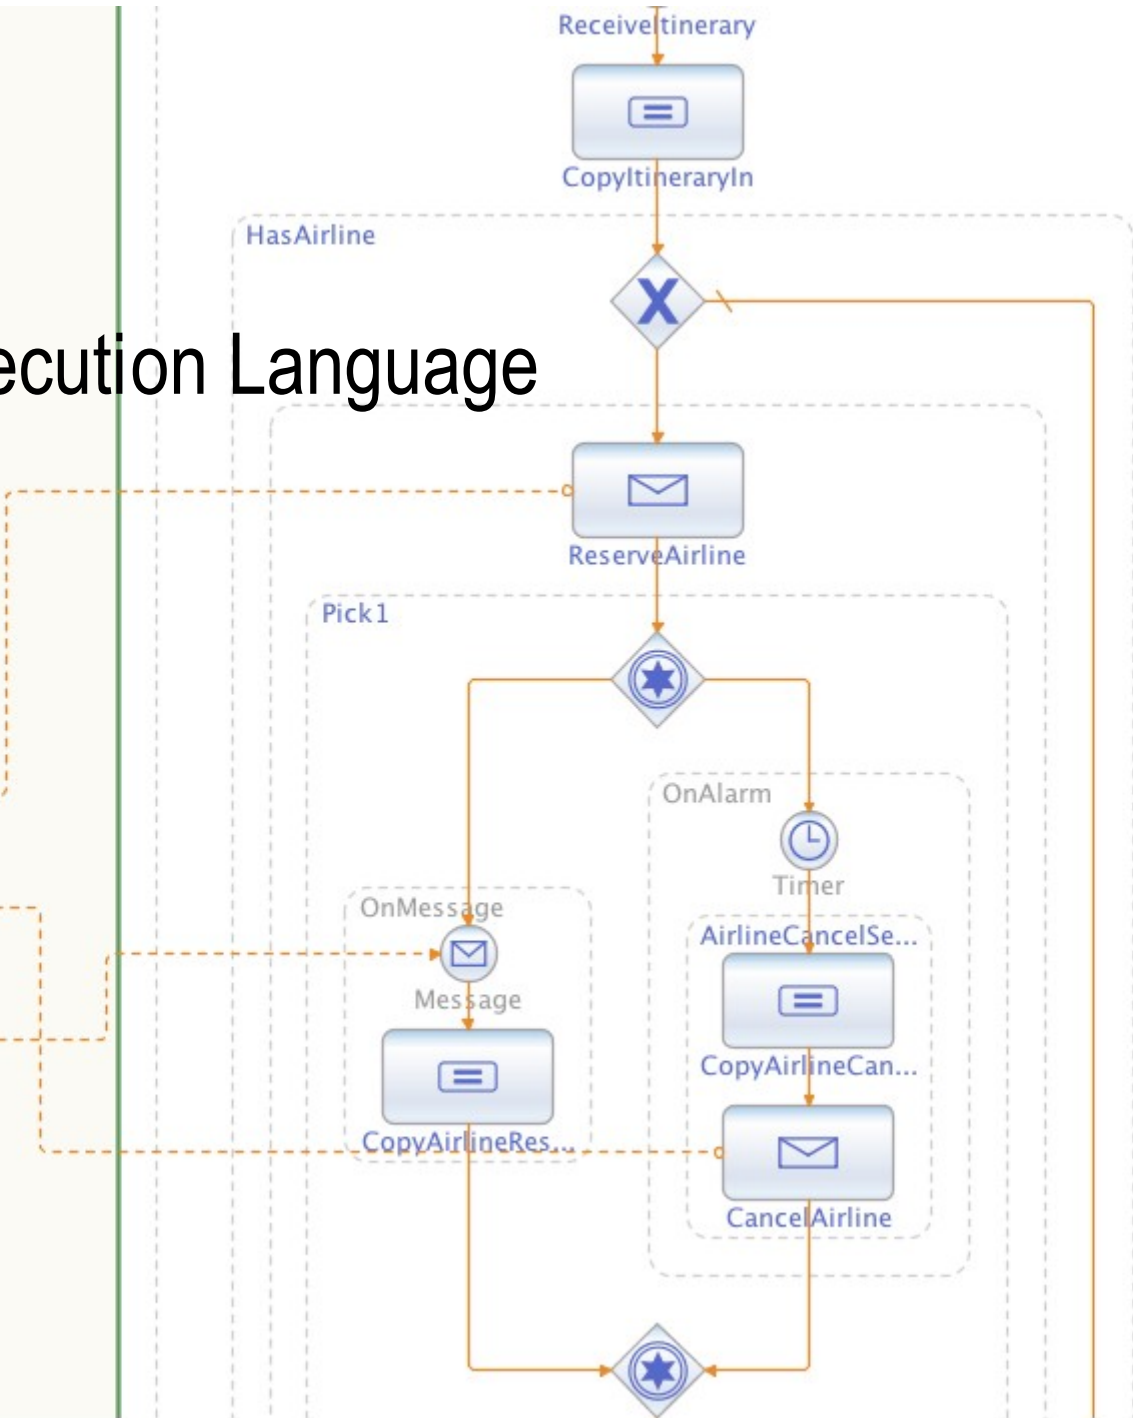 ReceiveItinerary
CopyItineraryIn
HasAirline
X
ecution Language
ReserveAirline
Pick1
OnAlarm
Timer
OnMessage
AirlineCancelSe...
Message
CopyAirlineCan...
CopyAirlineRes...
CancelAirline